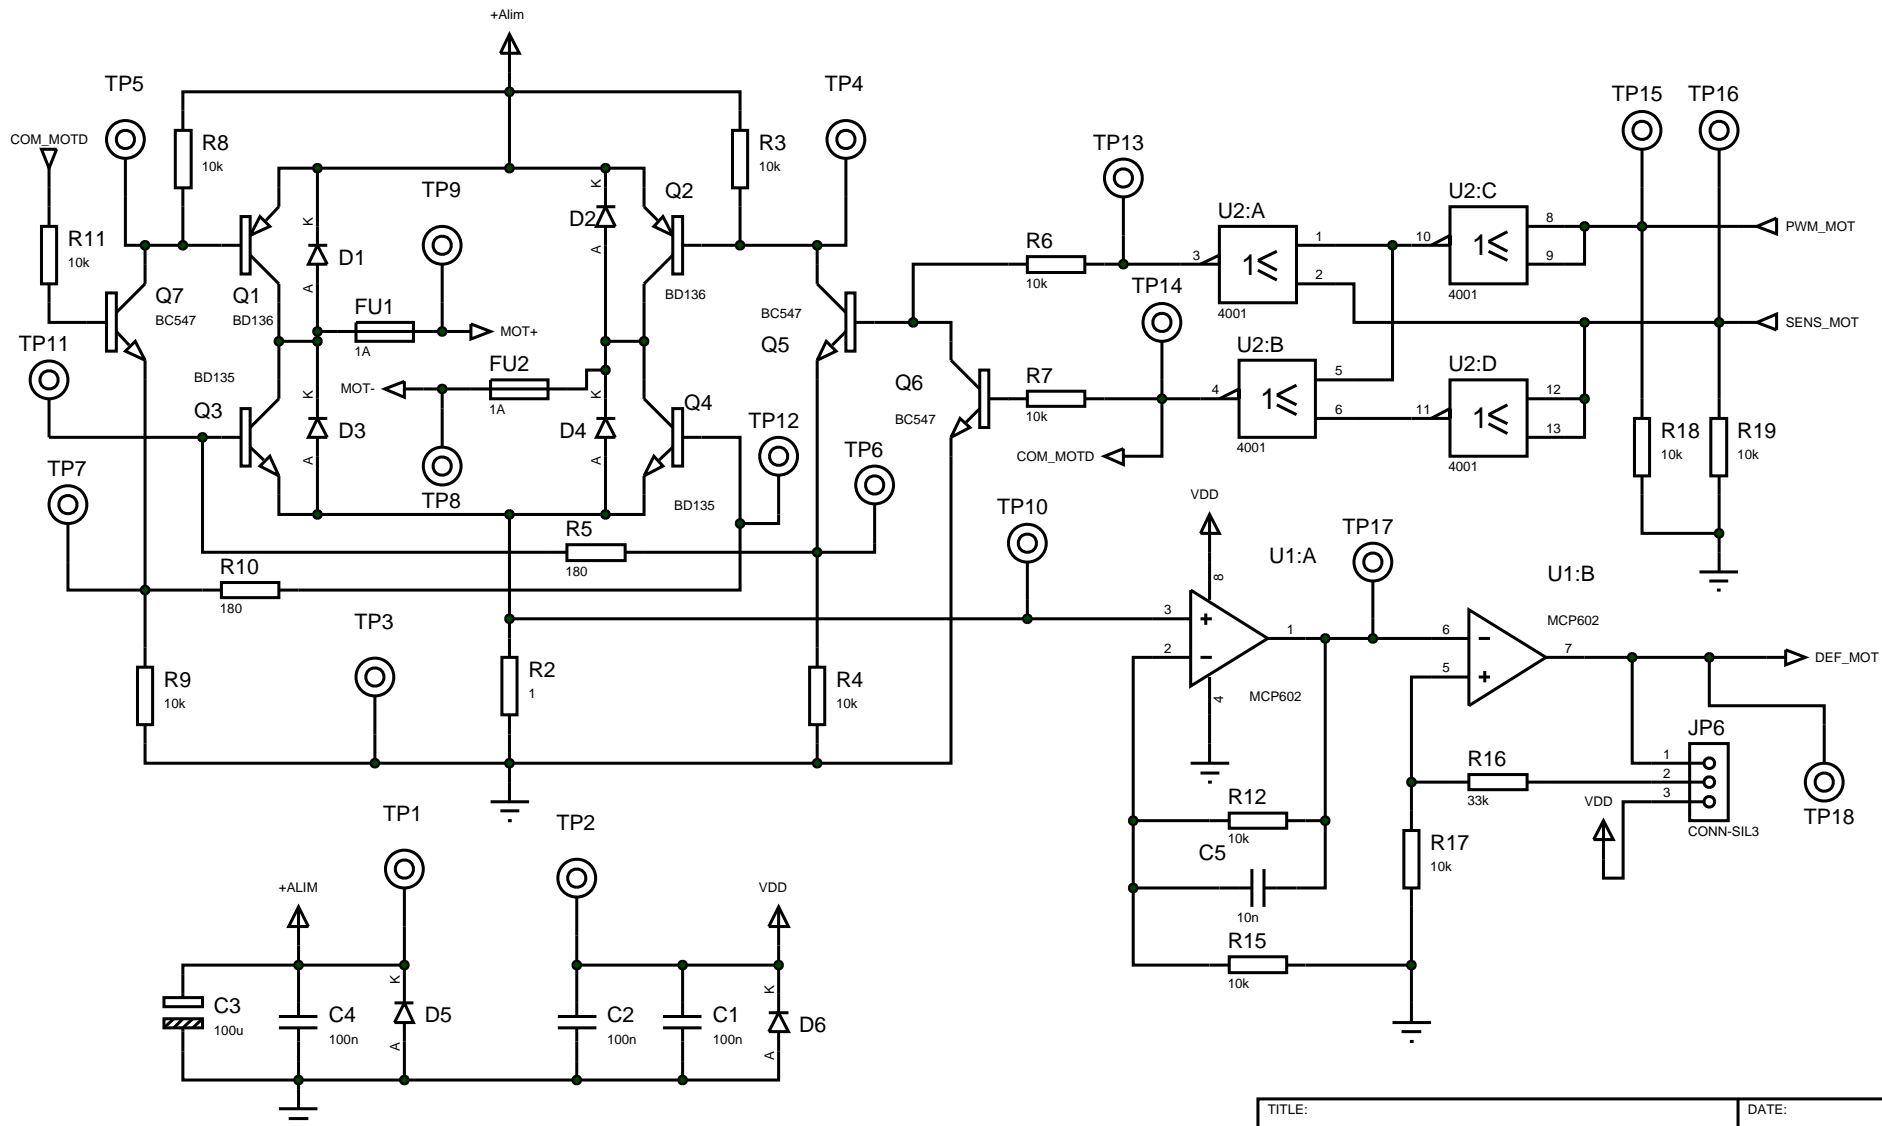 +Alim
TP5
TP4
COM_MOTD
R8
10k
R3
10k
TP9
Q2
K
D2
A
K
D1
A
R11
10k
Q7
BC547
Q1
BD136
BD136
FU1
1A
MOT+
FU2
1A
MOT-
TP11
BD135
Q3
K
D3
A
K
D4
A
Q4
BD135
TP8
TP12
TP6
TP7
R5
180
R10
180
BC547
Q5
Q6
BC547
TP13
R6
10k
TP14
R7
10k
COM_MOTD
U2:A
3
1
2
1≤
4001
U2:B
4
5
6
1≤
4001
U2:C
10
8
9
1≤
4001
U2:D
11
12
13
1≤
4001
TP15
TP16
PWM_MOT
SENS_MOT
R18
10k
R19
10k
TP3
R9
10k
R2
1
R4
10k
TP10
VDD
U1:A
8
3
2
1
4
+
−
MCP602
TP17
U1:B
MCP602
6
5
7
−
+
DEF_MOT
JP6
1
2
3
CONN-SIL3
R16
33k
VDD
TP18
R12
10k
C5
10n
R15
10k
R17
10k
TP1
+ALIM
C3
100u
C4
100n
K
D5
A
TP2
VDD
C2
100n
C1
100n
K
D6
A
TITLE:
DATE: